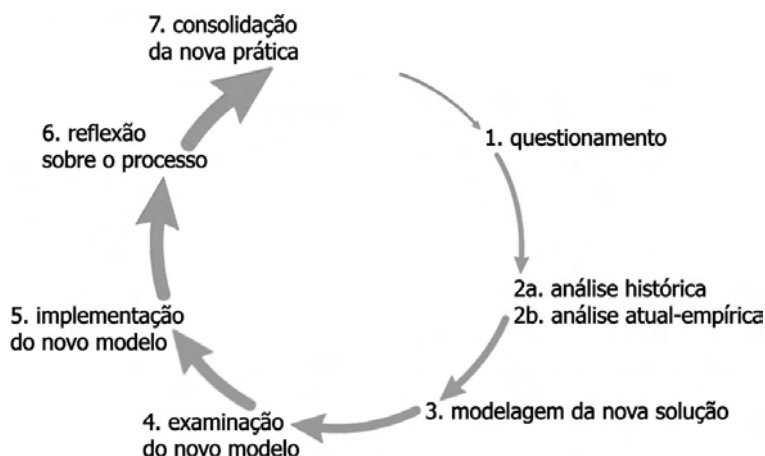 7. consolidação
da nova prática
1. questionamento
2a. análise histórica
2b. análise atual-empírica
3. modelagem da nova solução
4. examinação
do novo modelo
5. implementação
do novo modelo
6. reflexão
sobre o processo